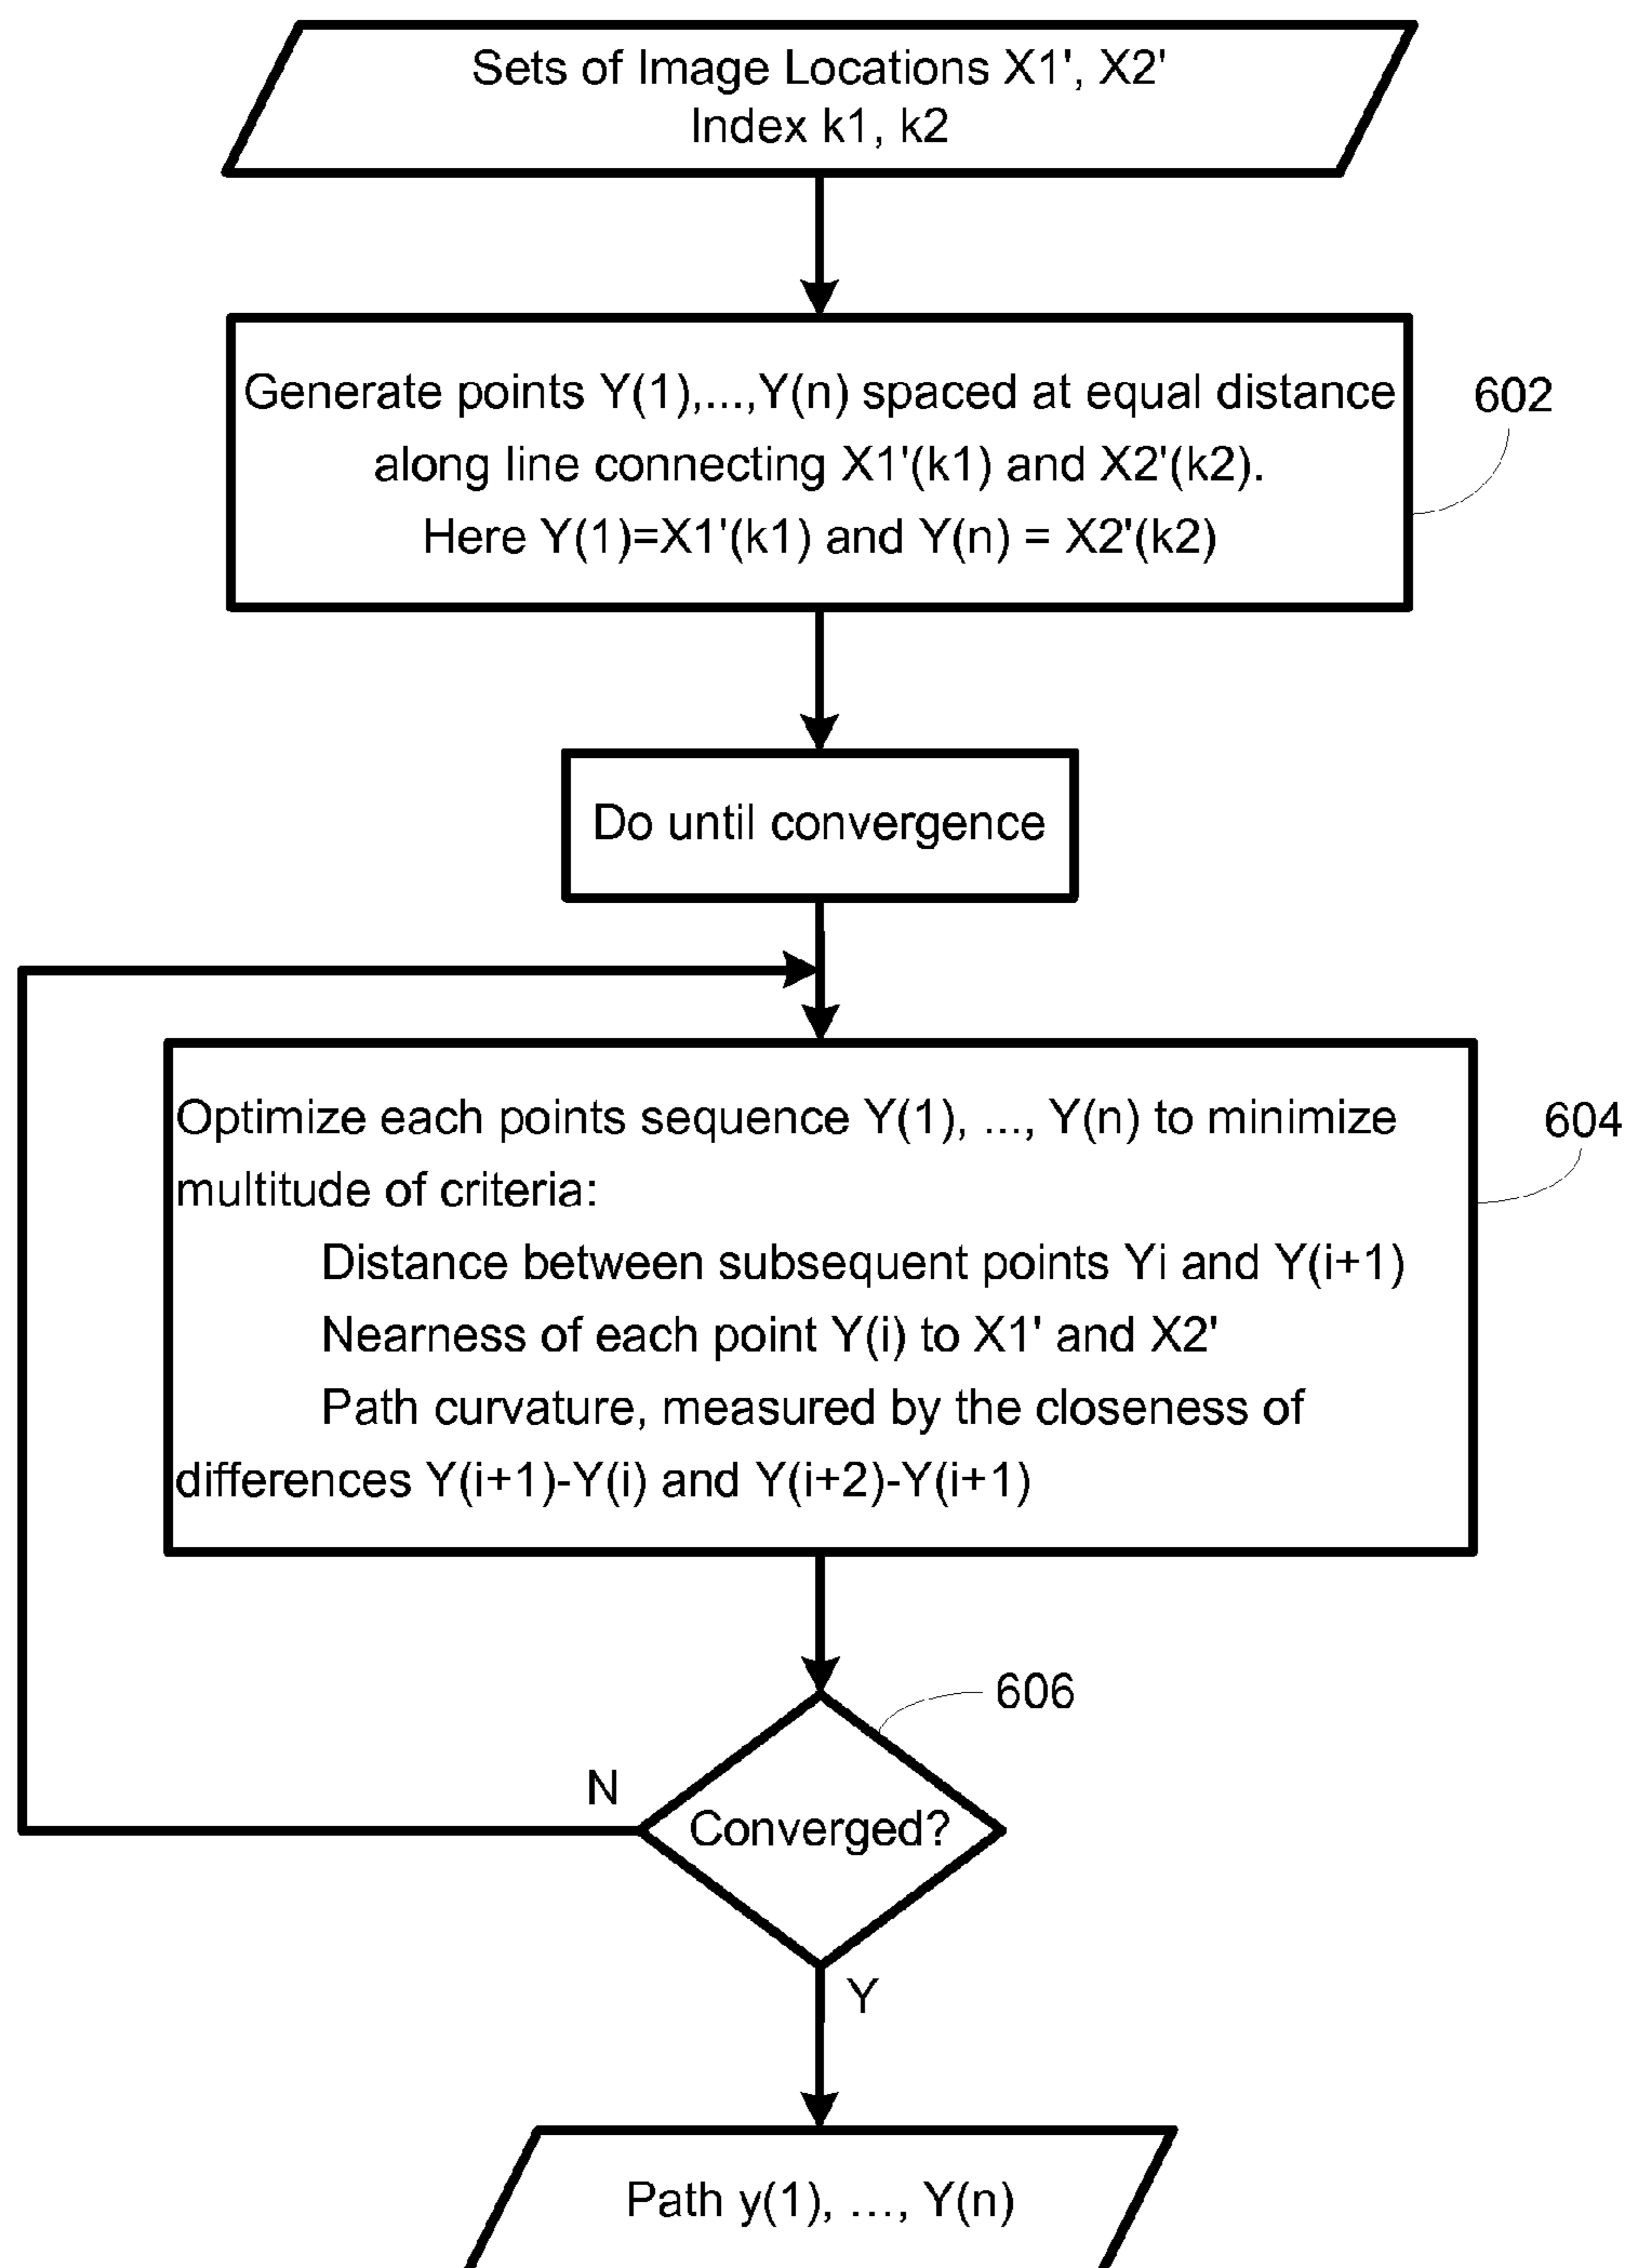 Sets of Image Locations X1', X2'
Index k1, k2
Generate points Y(1),...,Y(n) spaced at equal distance
along line connecting X1'(k1) and X2'(k2).
Here Y(1)=X1'(k1) and Y(n) = X2'(k2)
602
Do until convergence
Optimize each points sequence Y(1), ..., Y(n) to minimize
multitude of criteria:
Distance between subsequent points Yi and Y(i+1)
Nearness of each point Y(i) to X1' and X2'
Path curvature, measured by the closeness of
differences Y(i+1)-Y(i) and Y(i+2)-Y(i+1)
604
606
N
Converged?
Y
Path y(1), ..., Y(n)